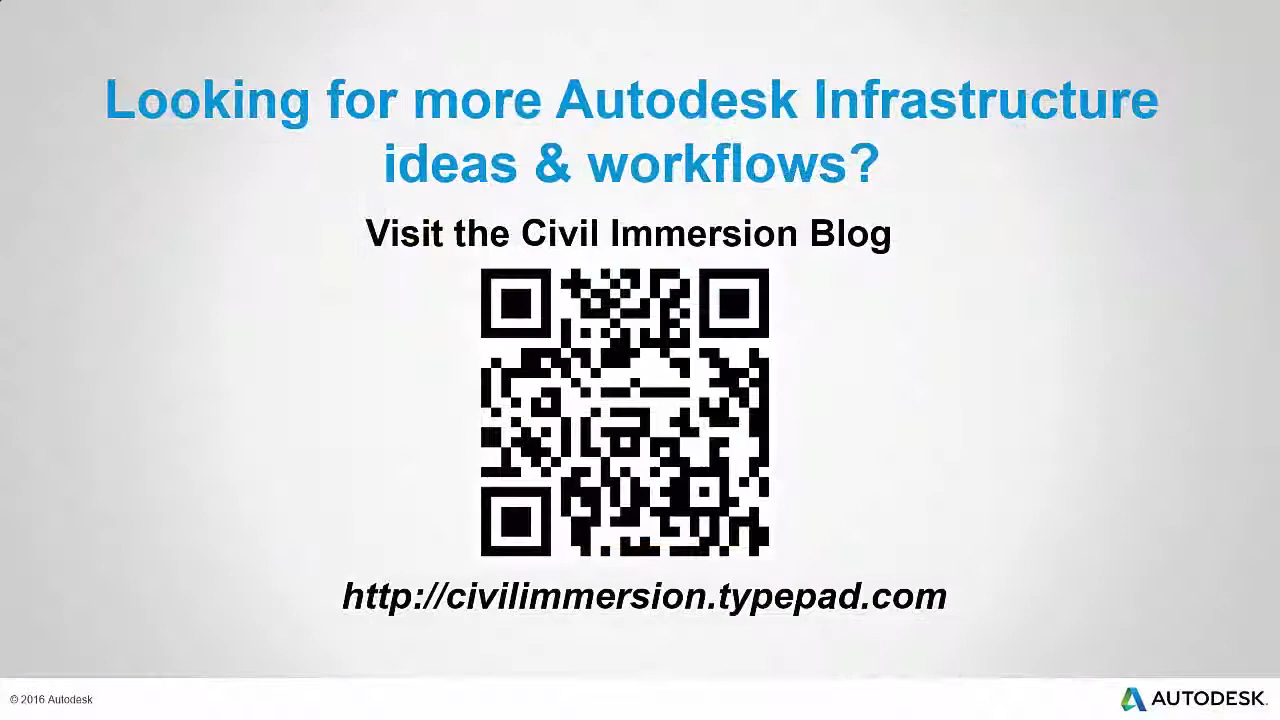 Looking for more Autodesk Infrastructure
ideas & workflows?
Visit the Civil Immersion Blog
http://civilimmersion.typepad.com
© 2016 Autodesk
AUTODESK.